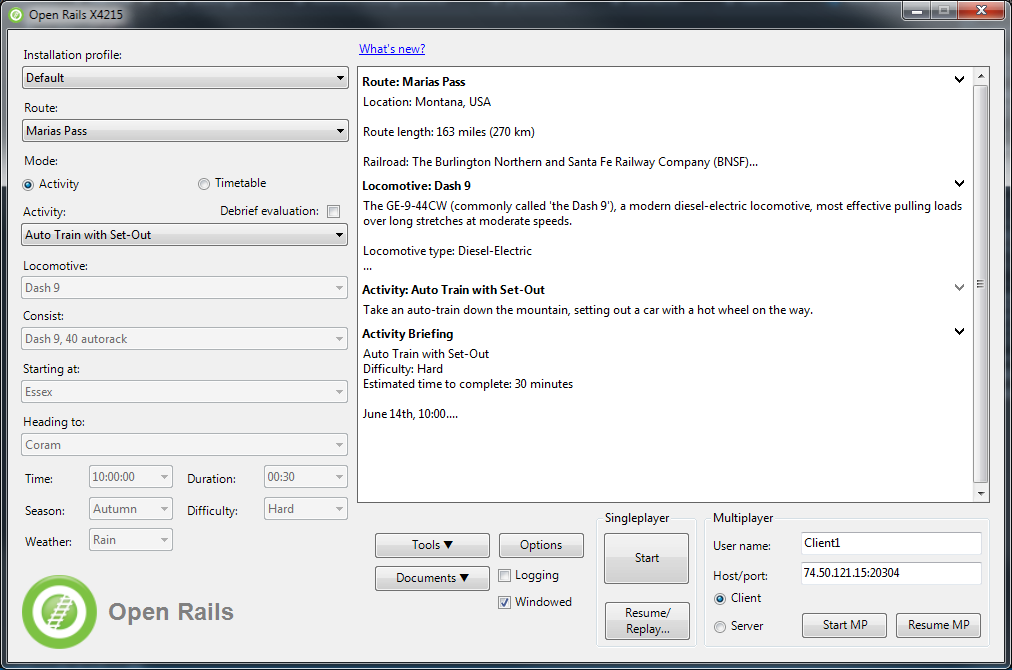 Open Rails X4215
Installation profile:
Default
Route:
Marias Pass
Mode:
Activity
Timetable
Activity:
Debrief evaluation:
Auto Train with Set-Out
Locomotive:
Dash 9
Consist:
Dash 9, 40 autorack
Starting at:
Essex
Heading to:
Coram
Time:
10:00:00
Duration:
00:30
Season:
Autumn
Difficulty:
Hard
Weather:
Rain
Open Rails
What's new?
Route: Marias Pass
Location: Montana, USA
Route length: 163 miles (270 km)
Railroad: The Burlington Northern and Santa Fe Railway Company (BNSF)...
Locomotive: Dash 9
The GE-9-44CW (commonly called 'the Dash 9'), a modern diesel-electric locomotive, most effective pulling loads
over long stretches at moderate speeds.
Locomotive type: Diesel-Electric
...
Activity: Auto Train with Set-Out
Take an auto-train down the mountain, setting out a car with a hot wheel on the way.
Activity Briefing
Auto Train with Set-Out
Difficulty: Hard
Estimated time to complete: 30 minutes
June 14th, 10:00....
Tools ▼
Options
Documents ▼
Logging
Windowed
Singleplayer
Start
Resume/
Replay...
Multiplayer
User name:
Client1
Host/port:
74.50.121.15:20304
Client
Server
Start MP
Resume MP